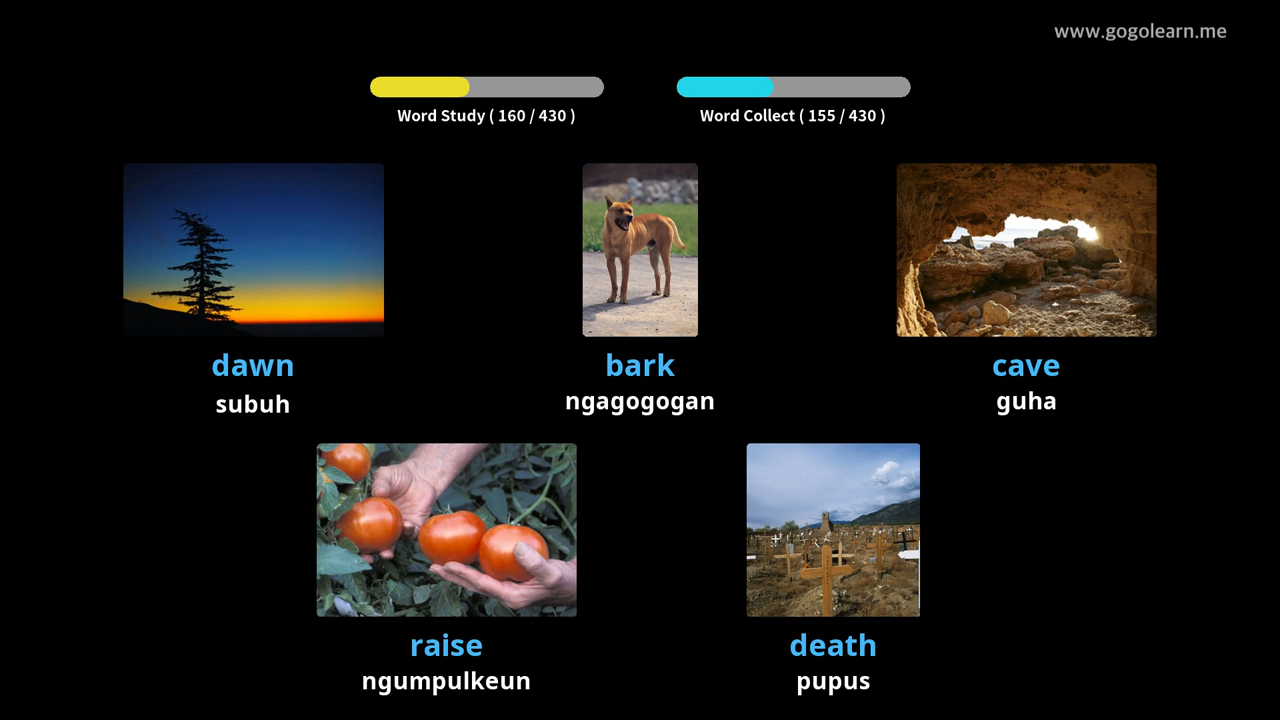 www.gogolearn.me
Word Study ( 160 / 430 )
Word Collect ( 155 / 430 )
dawn
subuh
bark
ngagogogan
cave
guha
raise
ngumpulkeun
death
pupus